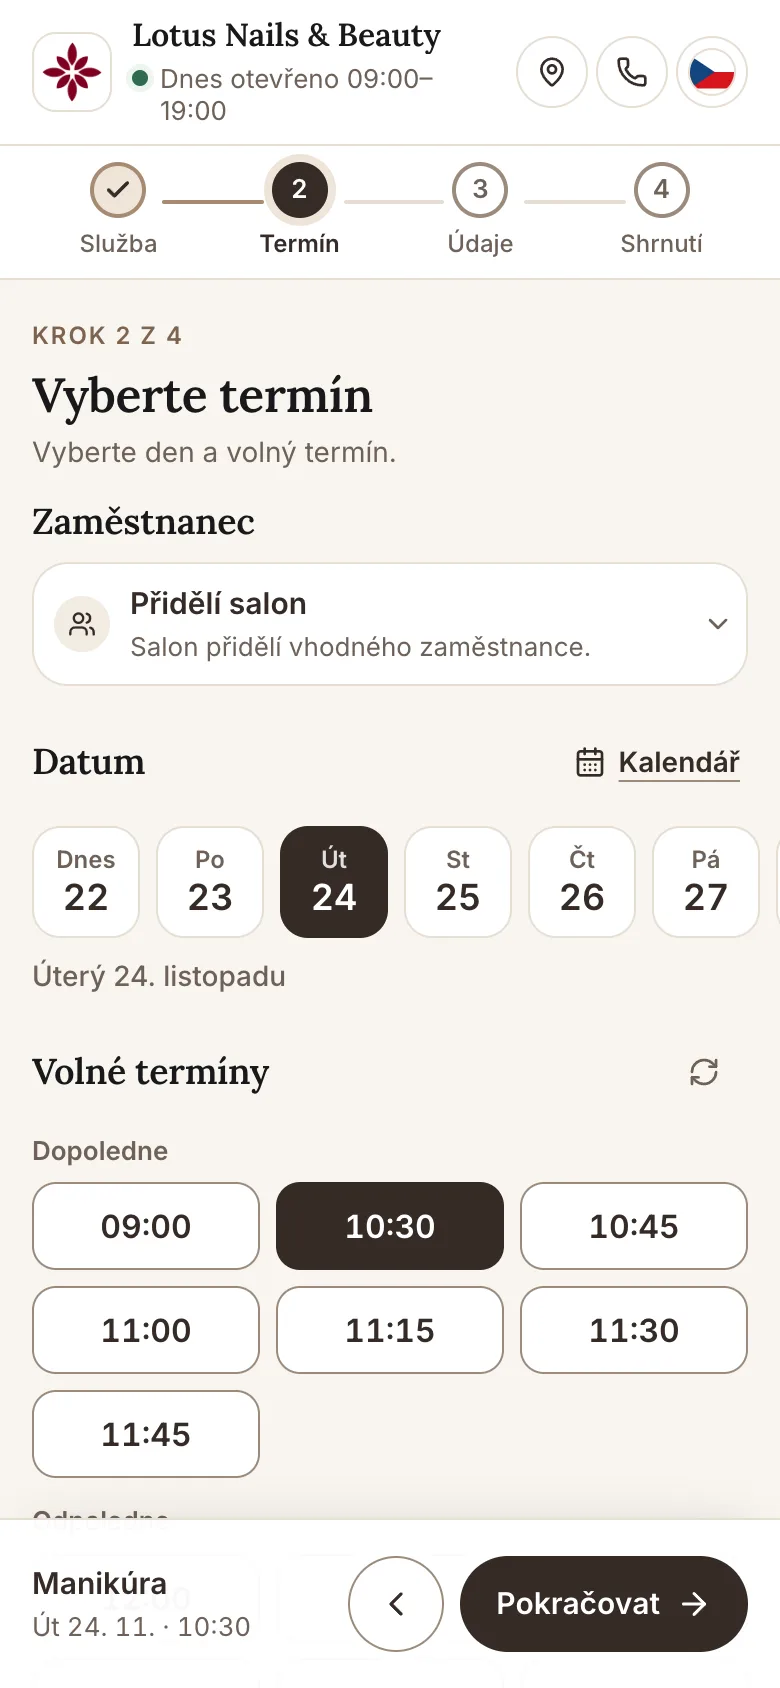 Lotus Nails & Beauty
Dnes otevřeno 09:00–
19:00
2
3
4
Služba
Termín
Údaje
Shrnutí
KROK 2 Z 4
Vyberte termín
Vyberte den a volný termín.
Zaměstnanec
Přidělí salon
Salon přidělí vhodného zaměstnance.
Datum
Kalendář
Dnes
22
Po
23
Út
24
St
25
Čt
26
Pá
27
Úterý 24. listopadu
Volné termíny
Dopoledne
09:00
10:30
10:45
11:00
11:15
11:30
11:45
Odpoledne
Manikúra
Út 24. 11. · 10:30
Pokračovat